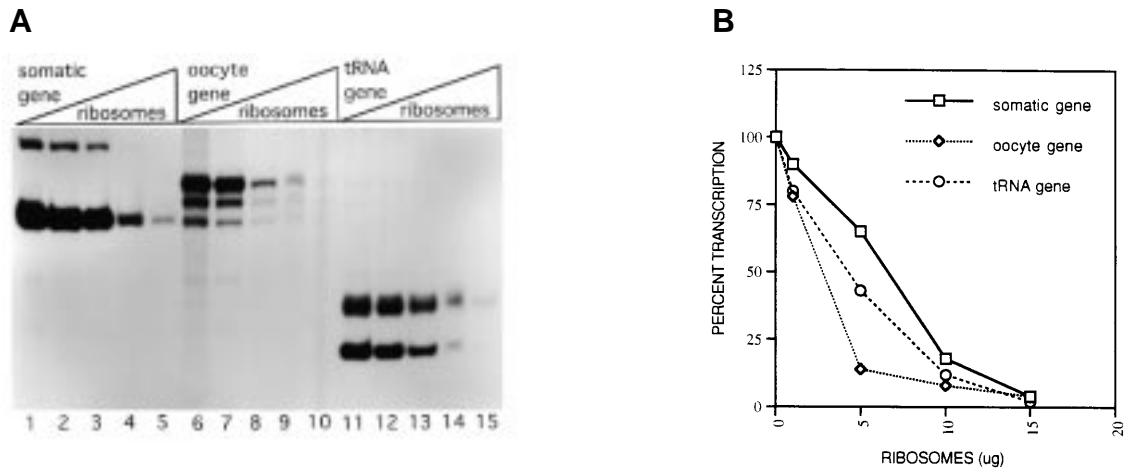 A
somatic
gene
ribosomes
oocyte
gene
ribosomes
tRNA
gene
ribosomes
1 2 3 4 5 6 7 8 9 10 11 12 13 14 15
B
125
100
75
50
25
0
PERCENT TRANSCRIPTION
somatic gene
oocyte gene
tRNA gene
0 5 10 15 20
RIBOSOMES (ug)